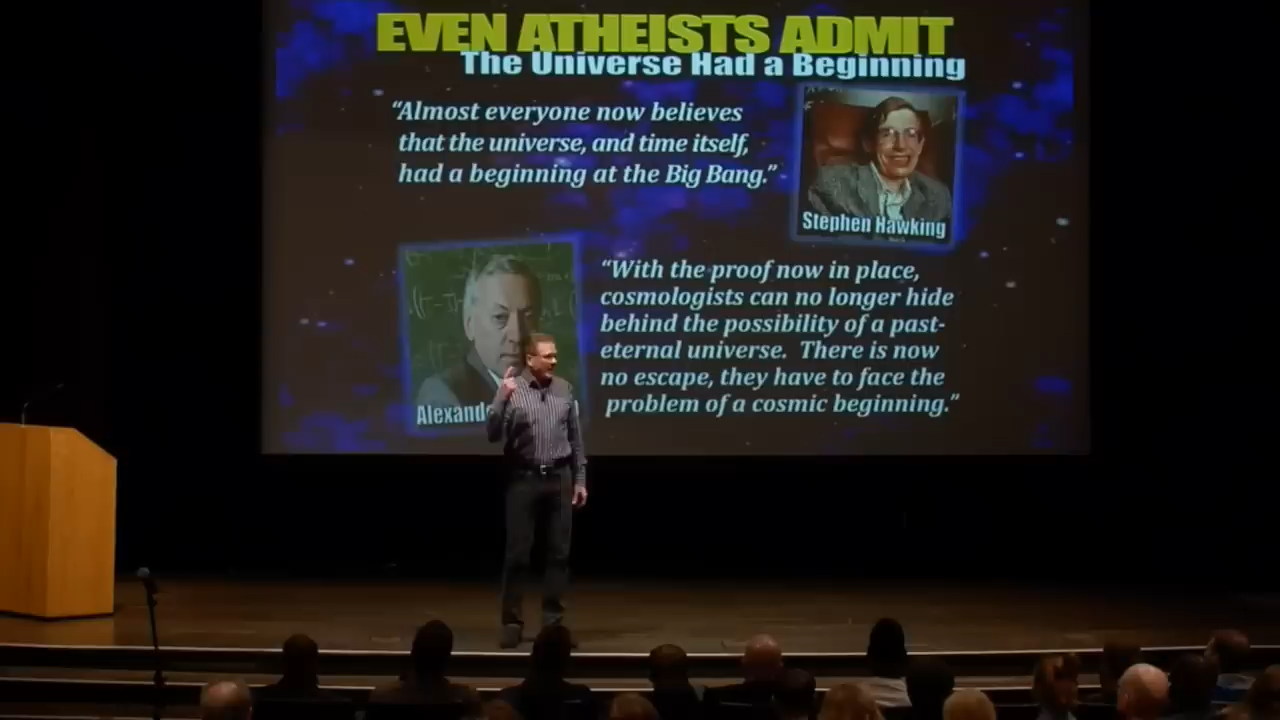 EVEN ATHEISTS ADMIT
The Universe Had a Beginning
“Almost everyone now believes
that the universe, and time itself,
had a beginning at the Big Bang.”
Stephen Hawking
“With the proof now in place,
cosmologists can no longer hide
behind the possibility of a past-
eternal universe. There is now
no escape, they have to face the
problem of a cosmic beginning.”